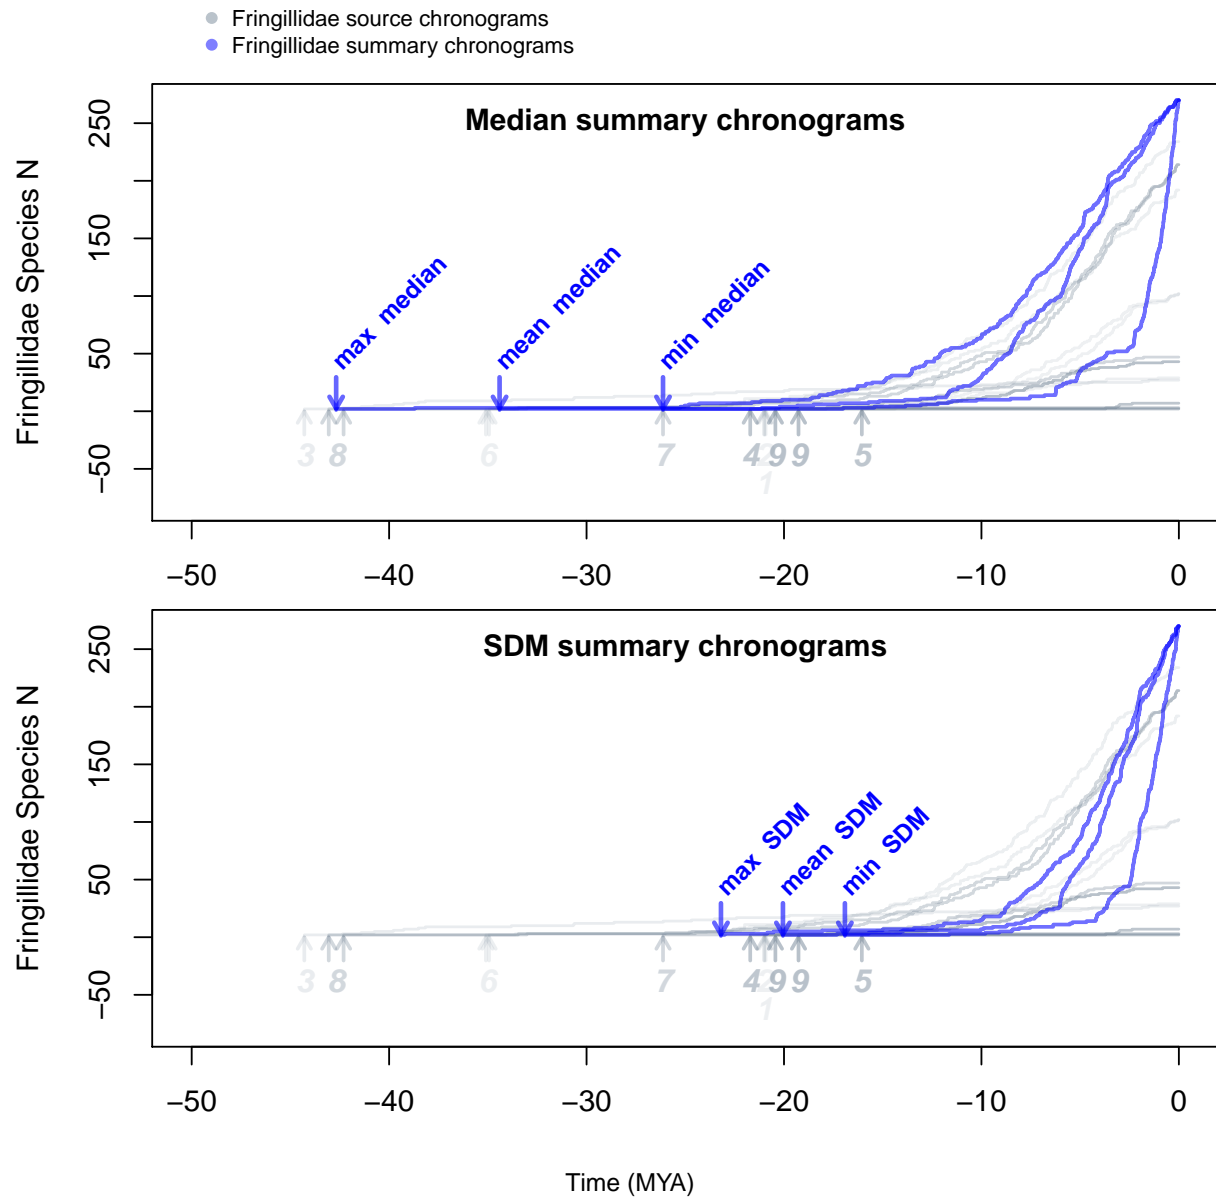 Fringillidae source chronograms
Fringillidae summary chronograms
Median summary chronograms
Fringillidae Species N
250
150
50
−50
max median
mean median
min median
3 8 6 7 4 2 9 9 5
1
−50 −40 −30 −20 −10 0
SDM summary chronograms
Fringillidae Species N
250
150
50
−50
max SDM
mean SDM
min SDM
3 8 6 7 4 2 9 9 5
1
−50 −40 −30 −20 −10 0
Time (MYA)